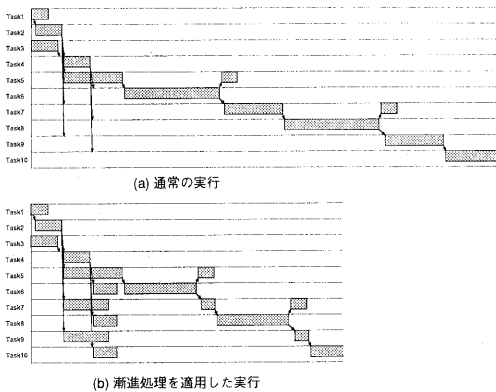 Task1
Task2
Task3
Task4
Task5
Task6
Task7
Task8
Task9
Task10
(a) 通常の実行
Task1
Task2
Task3
Task4
Task5
Task6
Task7
Task8
Task9
Task10
(b) 漸進処理を適用した実行